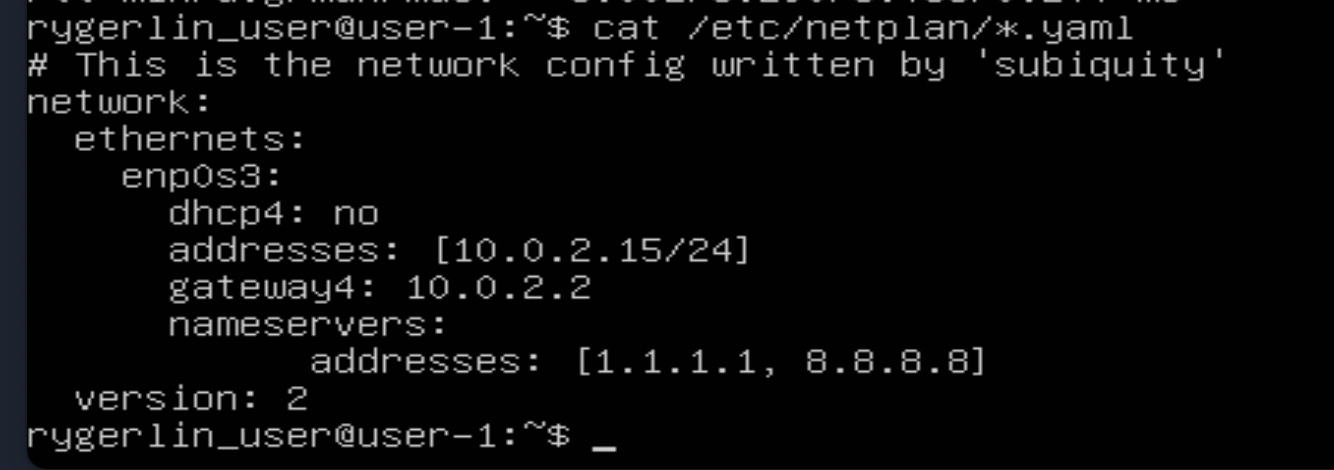 rygerlin_user@user-1:~$ cat /etc/netplan/*.yaml
# This is the network config written by 'subiquity'
network:
  ethernets:
    enp0s3:
      dhcp4: no
      addresses: [10.0.2.15/24]
      gateway4: 10.0.2.2
      nameservers:
            addresses: [1.1.1.1, 8.8.8.8]
  version: 2
rygerlin_user@user-1:~$ _